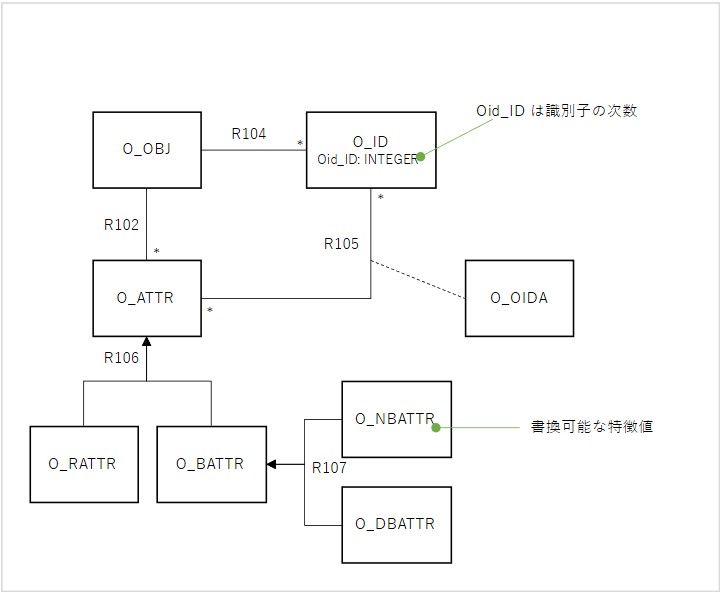 Oid_ID は識別子の次数
R104
*
O_OBJ
O_ID
Oid_ID: INTEGER
R102
*
*
R105
O_ATTR
*
O_OIDA
R106
O_NBATTR
書換可能な特徴値
O_RATTR
O_BATTR
R107
O_DBATTR